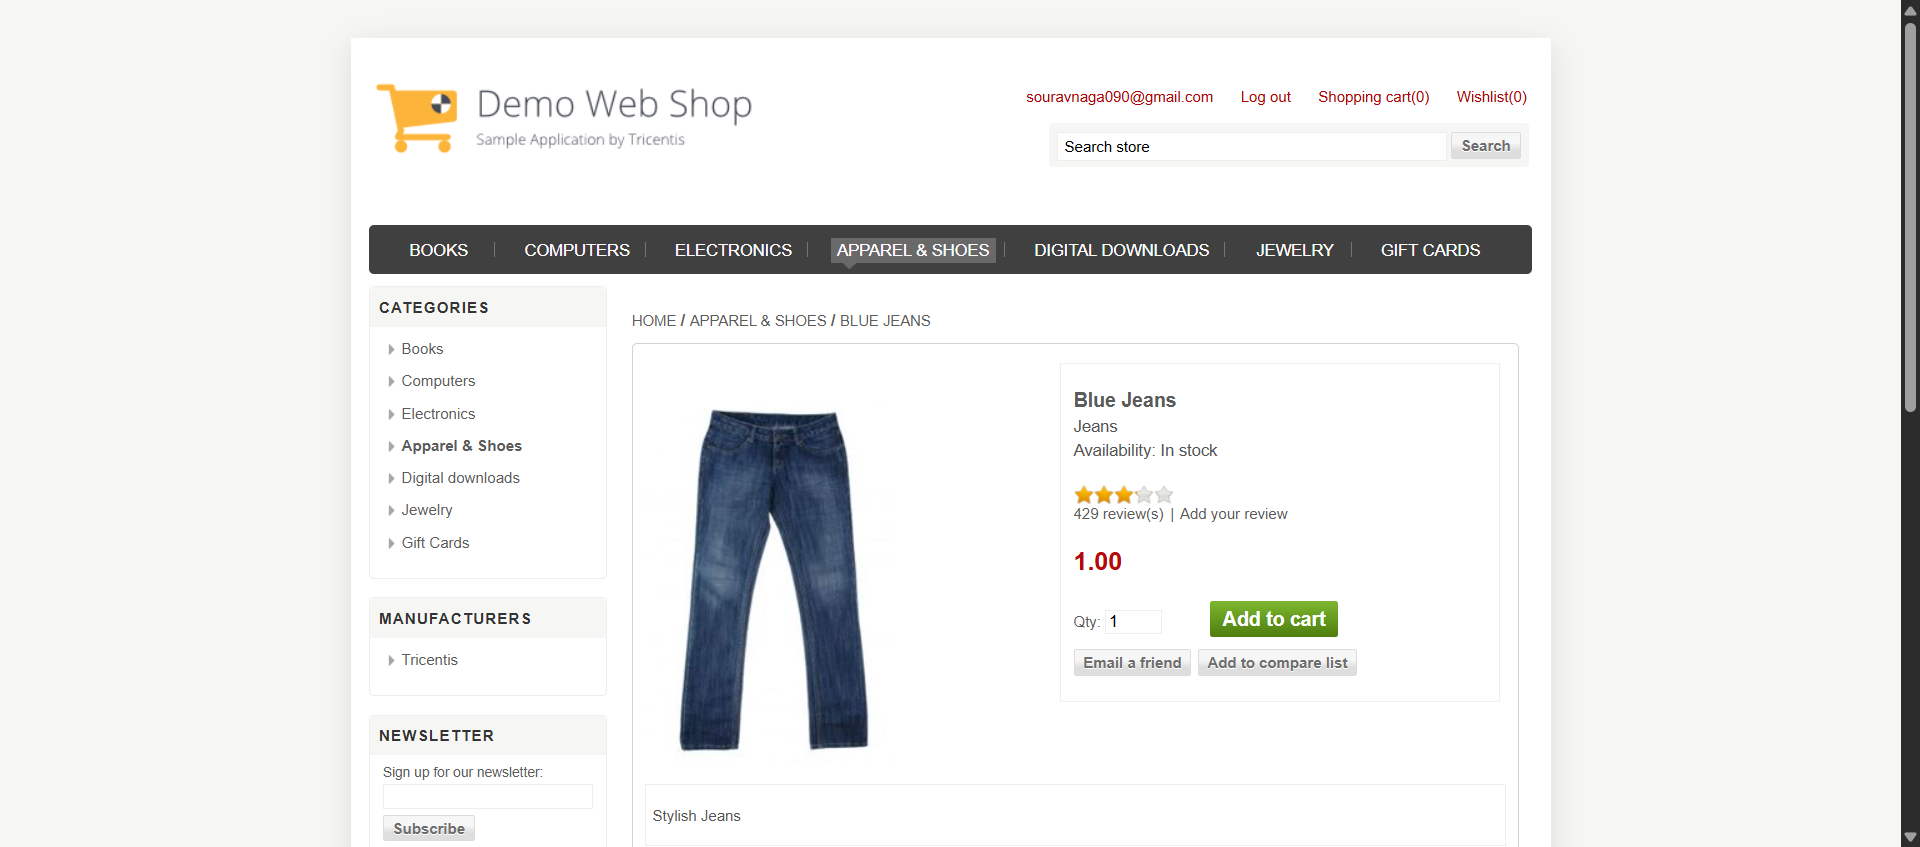 Demo Web Shop
Sample Application by Tricentis
souravnaga090@gmail.com Log out Shopping cart(0) Wishlist(0)
Search store Search
BOOKS COMPUTERS ELECTRONICS APPAREL & SHOES DIGITAL DOWNLOADS JEWELRY GIFT CARDS
CATEGORIES
Books
Computers
Electronics
Apparel & Shoes
Digital downloads
Jewelry
Gift Cards
MANUFACTURERS
Tricentis
NEWSLETTER
Sign up for our newsletter:
Subscribe
HOME / APPAREL & SHOES / BLUE JEANS
Blue Jeans
Jeans
Availability: In stock
429 review(s) | Add your review
1.00
Qty: 1 Add to cart
Email a friend Add to compare list
Stylish Jeans